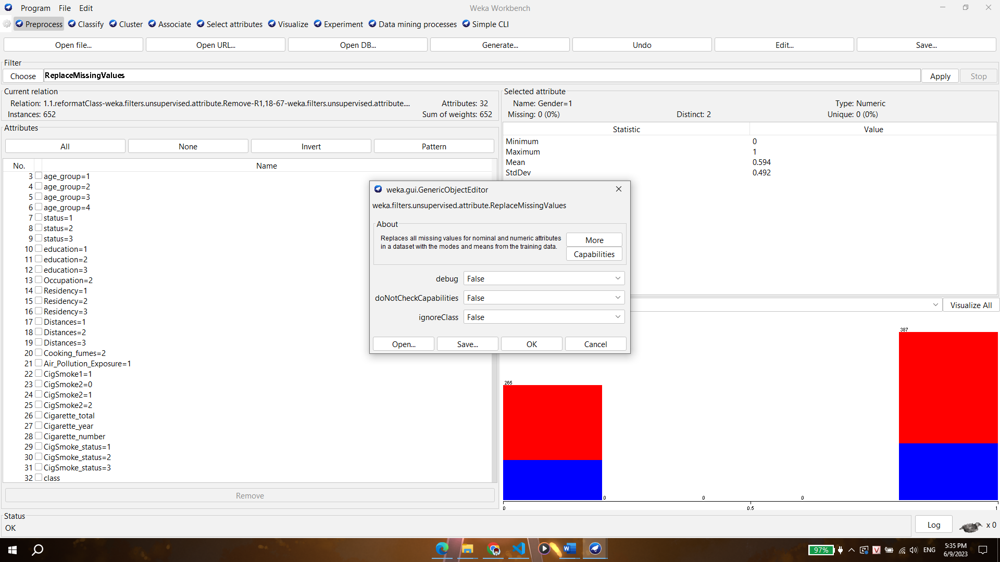 Program File Edit Weka Workbench
Preprocess Classify Cluster Associate Select attributes Visualize Experiment Data mining processes Simple CLI
Open file... Open URL... Open DB... Generate... Undo Edit... Save...
Filter
Choose ReplaceMissingValues Apply Stop
Current relation
Relation: 1.1.reformatClass-weka.filters.unsupervised.attribute.Remove-R1,18-67-weka.filters.unsupervised.attribute.... Attributes: 32
Instances: 652 Sum of weights: 652
Selected attribute
Name: Gender=1 Type: Numeric
Missing: 0 (0%) Distinct: 2 Unique: 0 (0%)
Statistic Value
Minimum 0
Maximum 1
Mean 0.594
StdDev 0.492
Attributes
All None Invert Pattern
No. Name
3 age_group=1
4 age_group=2
5 age_group=3
6 age_group=4
7 status=1
8 status=2
9 status=3
10 education=1
11 education=2
12 education=3
13 Occupation=2
14 Residency=1
15 Residency=2
16 Residency=3
17 Distances=1
18 Distances=2
19 Distances=3
20 Cooking_fumes=2
21 Air_Pollution_Exposure=1
22 CigSmoke1=1
23 CigSmoke2=0
24 CigSmoke2=1
25 CigSmoke2=2
26 Cigarette_total
27 Cigarette_year
28 Cigarette_number
29 CigSmoke_status=1
30 CigSmoke_status=2
31 CigSmoke_status=3
32 class
Remove
weka.gui.GenericObjectEditor
weka.filters.unsupervised.attribute.ReplaceMissingValues
About
Replaces all missing values for nominal and numeric attributes
in a dataset with the modes and means from the training data.
More
Capabilities
debug False
doNotCheckCapabilities False
ignoreClass False
Open... Save... OK Cancel
Visualize All
387
265
0 0 0
0 0.5 1
Status
OK
Log x 0
97% ENG 5:35 PM
6/9/2023